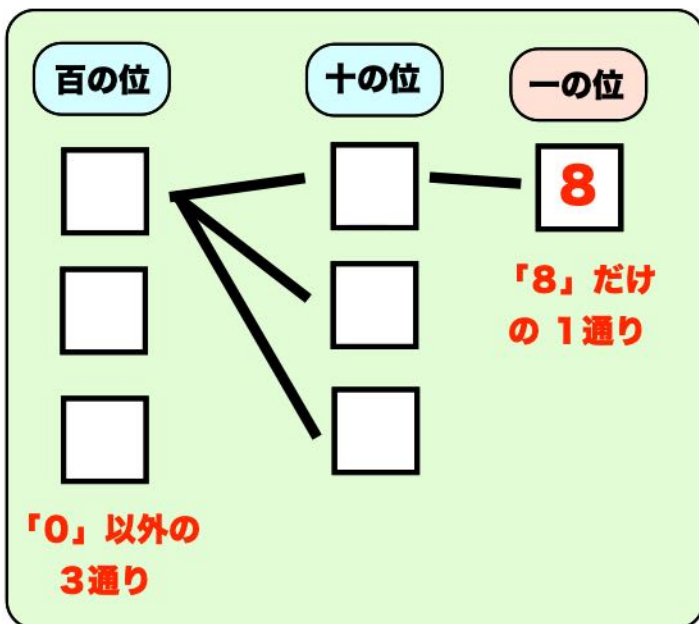 百の位
十の位
一の位
8
「8」だけ
の 1通り
「0」以外の
3通り